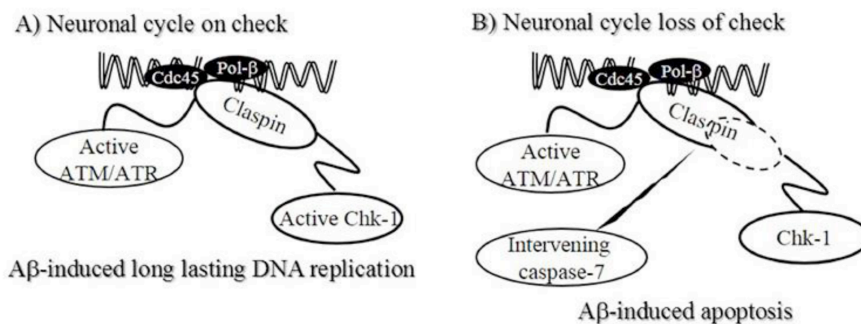 A) Neuronal cycle on check
Cdc45
Pol-β
Claspin
Active
ATM/ATR
Active Chk-1
Aβ-induced long lasting DNA replication
B) Neuronal cycle loss of check
Cdc45
Pol-β
Claspin
Active
ATM/ATR
Intervening
caspase-7
Chk-1
Aβ-induced apoptosis